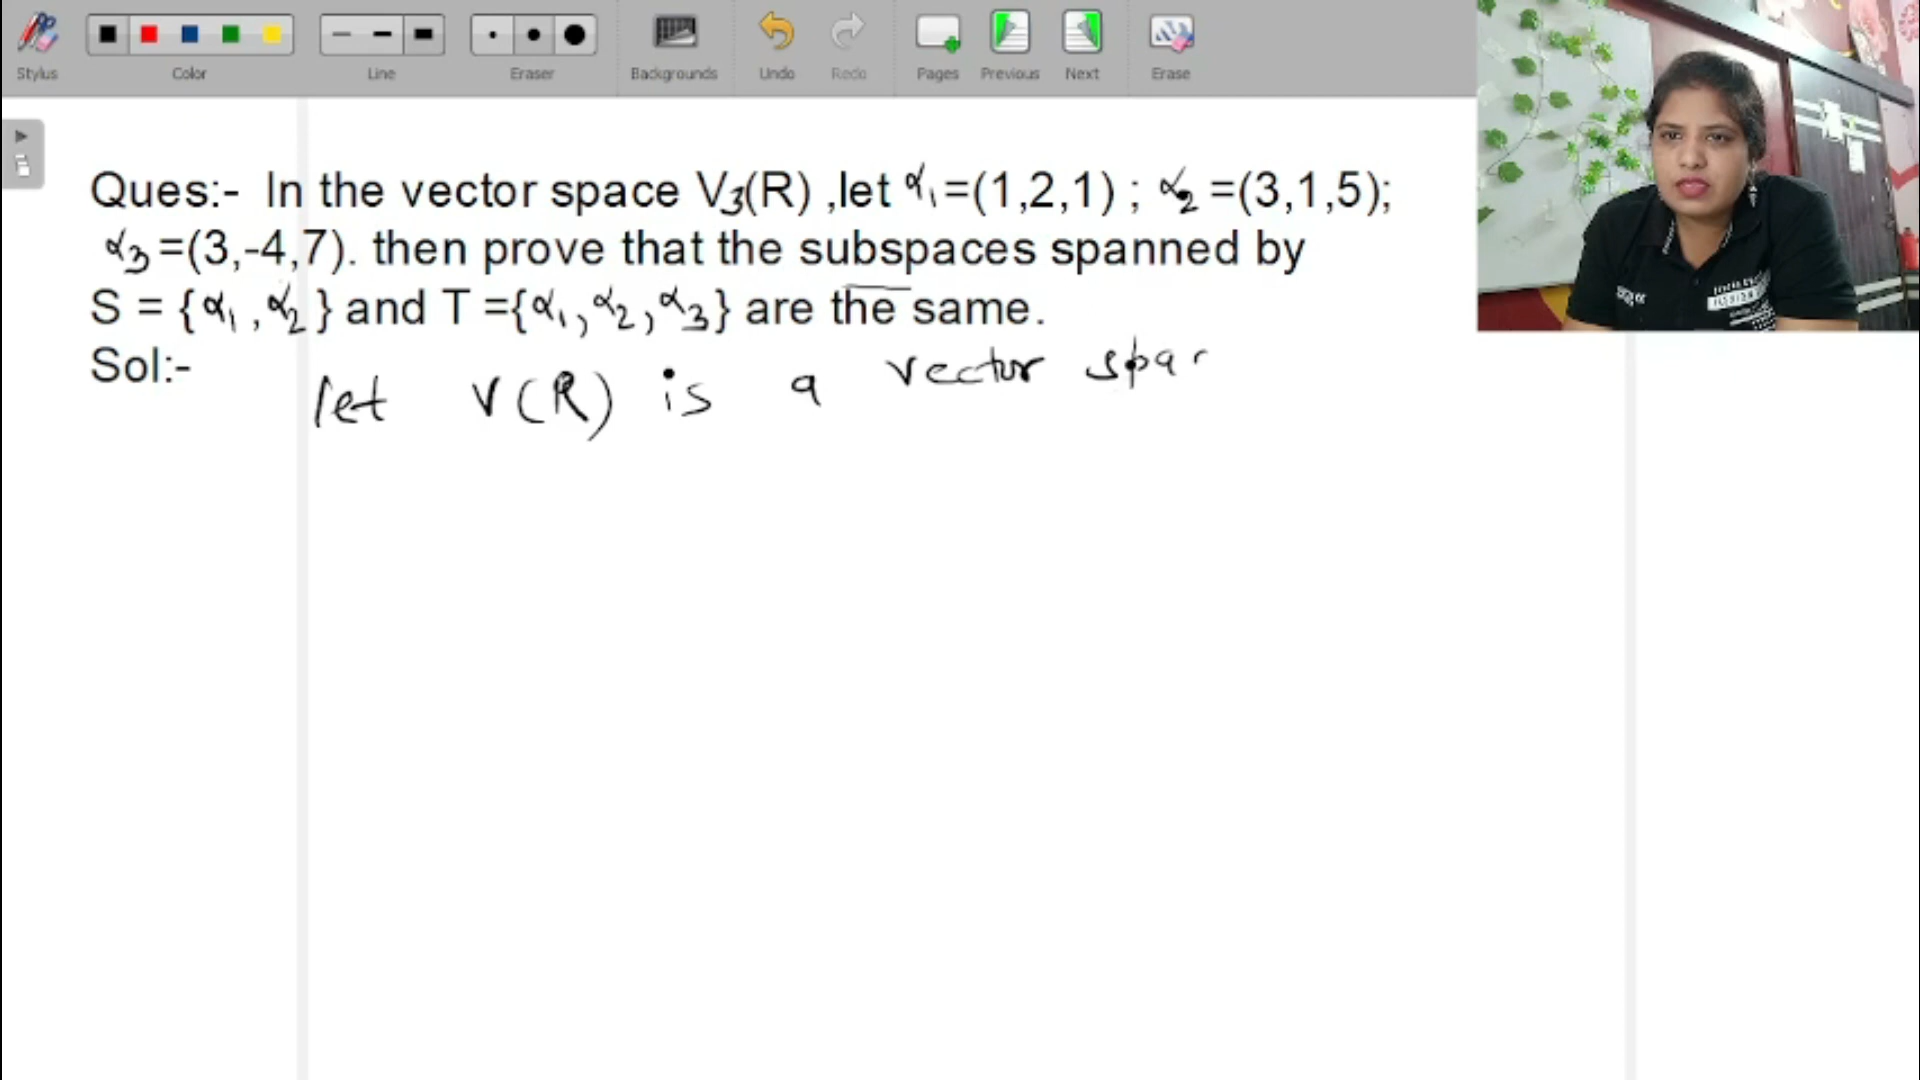 Stylus Color Line Eraser Backgrounds Undo Redo Pages Previous Next Erase
Ques:- In the vector space V₃(R) ,let α₁=(1,2,1) ; α₂ =(3,1,5);
α₃ =(3,-4,7). then prove that the subspaces spanned by
S = {α₁ ,α₂ } and T ={α₁, α₂, α₃} are the same.
Sol:-
let V(R) is a vector spac